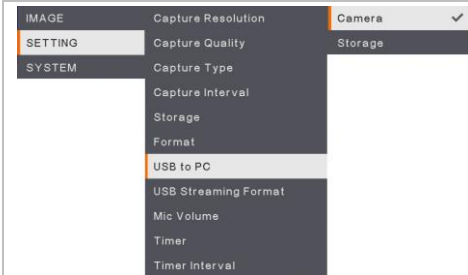 IMAGE
SETTING
SYSTEM
Capture Resolution
Capture Quality
Capture Type
Capture Interval
Storage
Format
USB to PC
USB Streaming Format
Mic Volume
Timer
Timer Interval
Camera
Storage